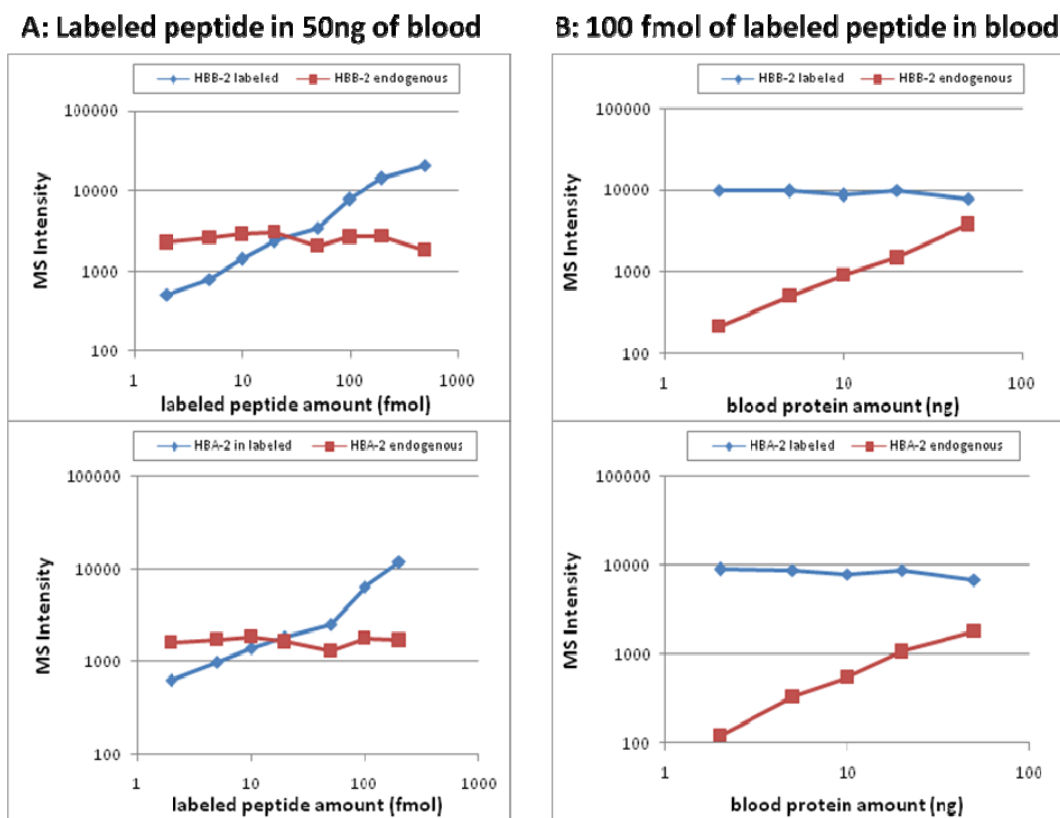 A: Labeled peptide in 50ng of blood
HBB-2 labeled HBB-2 endogenous
100000
10000
1000
100
MS Intensity
1 10 100 1000
labeled peptide amount (fmol)
HBA-2 in labeled HBA-2 endogenous
100000
10000
1000
100
MS Intensity
1 10 100 1000
labeled peptide amount (fmol)
B: 100 fmol of labeled peptide in blood
HBB-2 labeled HBB-2 endogenous
100000
10000
1000
100
MS Intensity
1 10 100
blood protein amount (ng)
HBA-2 labeled HBA-2 endogenous
100000
10000
1000
100
MS Intensity
1 10 100
blood protein amount (ng)